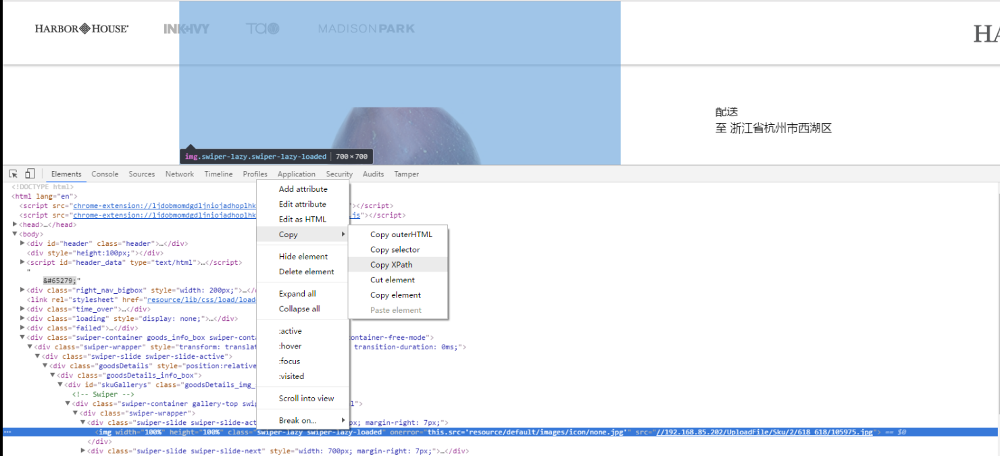 HARBOR HOUSE
INK+IVY
TAO
MADISONPARK
HA
配送
至 浙江省杭州市西湖区
img.swiper-lazy.swiper-lazy-loaded 700×700
Elements Console Sources Network Timeline Profiles Application Security Audits Tamper
<!DOCTYPE html>
<html lang="en">
<script src="chrome-extension://ljdobmomdgdljniojadhoplhk "></script>
<script src="chrome-extension://ljdobmomdgdljniojadhoplhk .js"></script>
<head>…</head>
<body>
<div id="header" class="header">…</div>
<div style="height:100px;"></div>
<script id="header_data" type="text/html">…</script>
"
&#65279;"
<div class="right_nav_bigbox" style="width: 200px;">…</
<link rel="stylesheet" href="resource/lib/css/load/load
<div class="time_over">…</div>
<div class="loading" style="display: none;">…</div>
<div class="failed">…</div>
<div class="swiper-container goods_info_box swiper-conta ontainer-free-mode">
<div class="swiper-wrapper" style="transform: translat transition-duration: 0ms;">
<div class="swiper-slide swiper-slide-active">
<div class="goodsDetails" style="position:relative
<div class="goodsDetails_info_box">
<div id="skuGallerys" class="goodsDetails_img_
<!-- Swiper -->
<div class="swiper-container gallery-top swip l">
<div class="swiper-wrapper">
<div class="swiper-slide swiper-slide-act px; margin-right: 7px;">
… <img width="100%" height="100%" class="swiper-lazy swiper-lazy-loaded" onerror="this.src='resource/default/images/icon/none.jpg'" src="//192.168.85.202/UploadFile/Sku/2/618_618/105975.jpg"> == $0
</div>
<div class="swiper-slide swiper-slide-next" style="width: 700px; margin-right: 7px;">…</div>
Add attribute
Edit attribute
Edit as HTML
Copy
Hide element
Delete element
Expand all
Collapse all
:active
:hover
:focus
:visited
Scroll into view
Break on...
Copy outerHTML
Copy selector
Copy XPath
Cut element
Copy element
Paste element